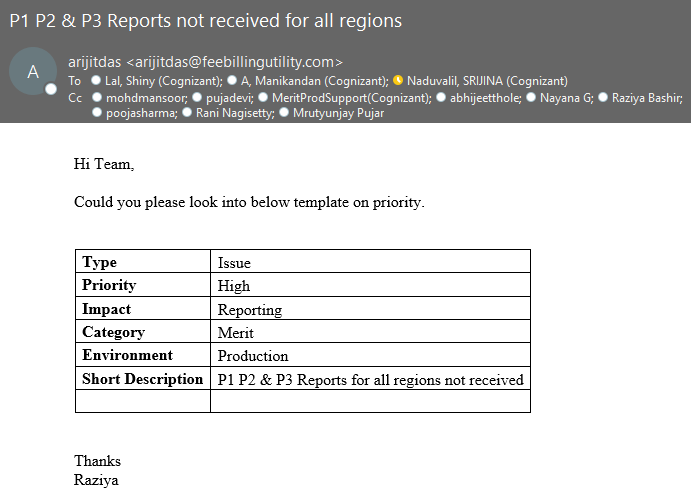 P1 P2 & P3 Reports not received for all regions
A
arijitdas <arijitdas@feebillingutility.com>
To Lal, Shiny (Cognizant); A, Manikandan (Cognizant); Naduvalil, SRIJINA (Cognizant)
Cc mohdmansoor; pujadevi; MeritProdSupport(Cognizant); abhijeetthole; Nayana G; Raziya Bashir;
poojasharma; Rani Nagisetty; Mrutyunjay Pujar
Hi Team,
Could you please look into below template on priority.
Type Issue
Priority High
Impact Reporting
Category Merit
Environment Production
Short Description P1 P2 & P3 Reports for all regions not received
Thanks
Raziya